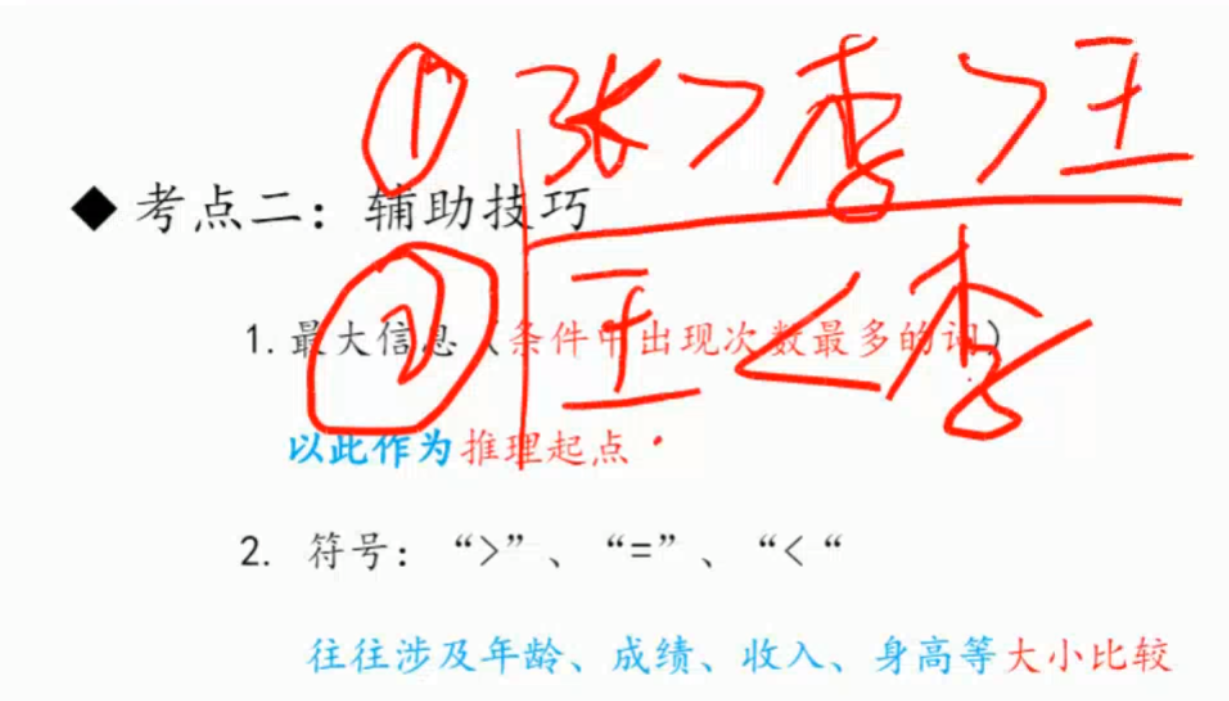 ① 张>李>王
◆ 考点二：辅助技巧
② 王<李
1.最大信息（条件中出现次数最多的词）
以此作为推理起点
2. 符号：“>”、“=”、“<“
往往涉及年龄、成绩、收入、身高等大小比较